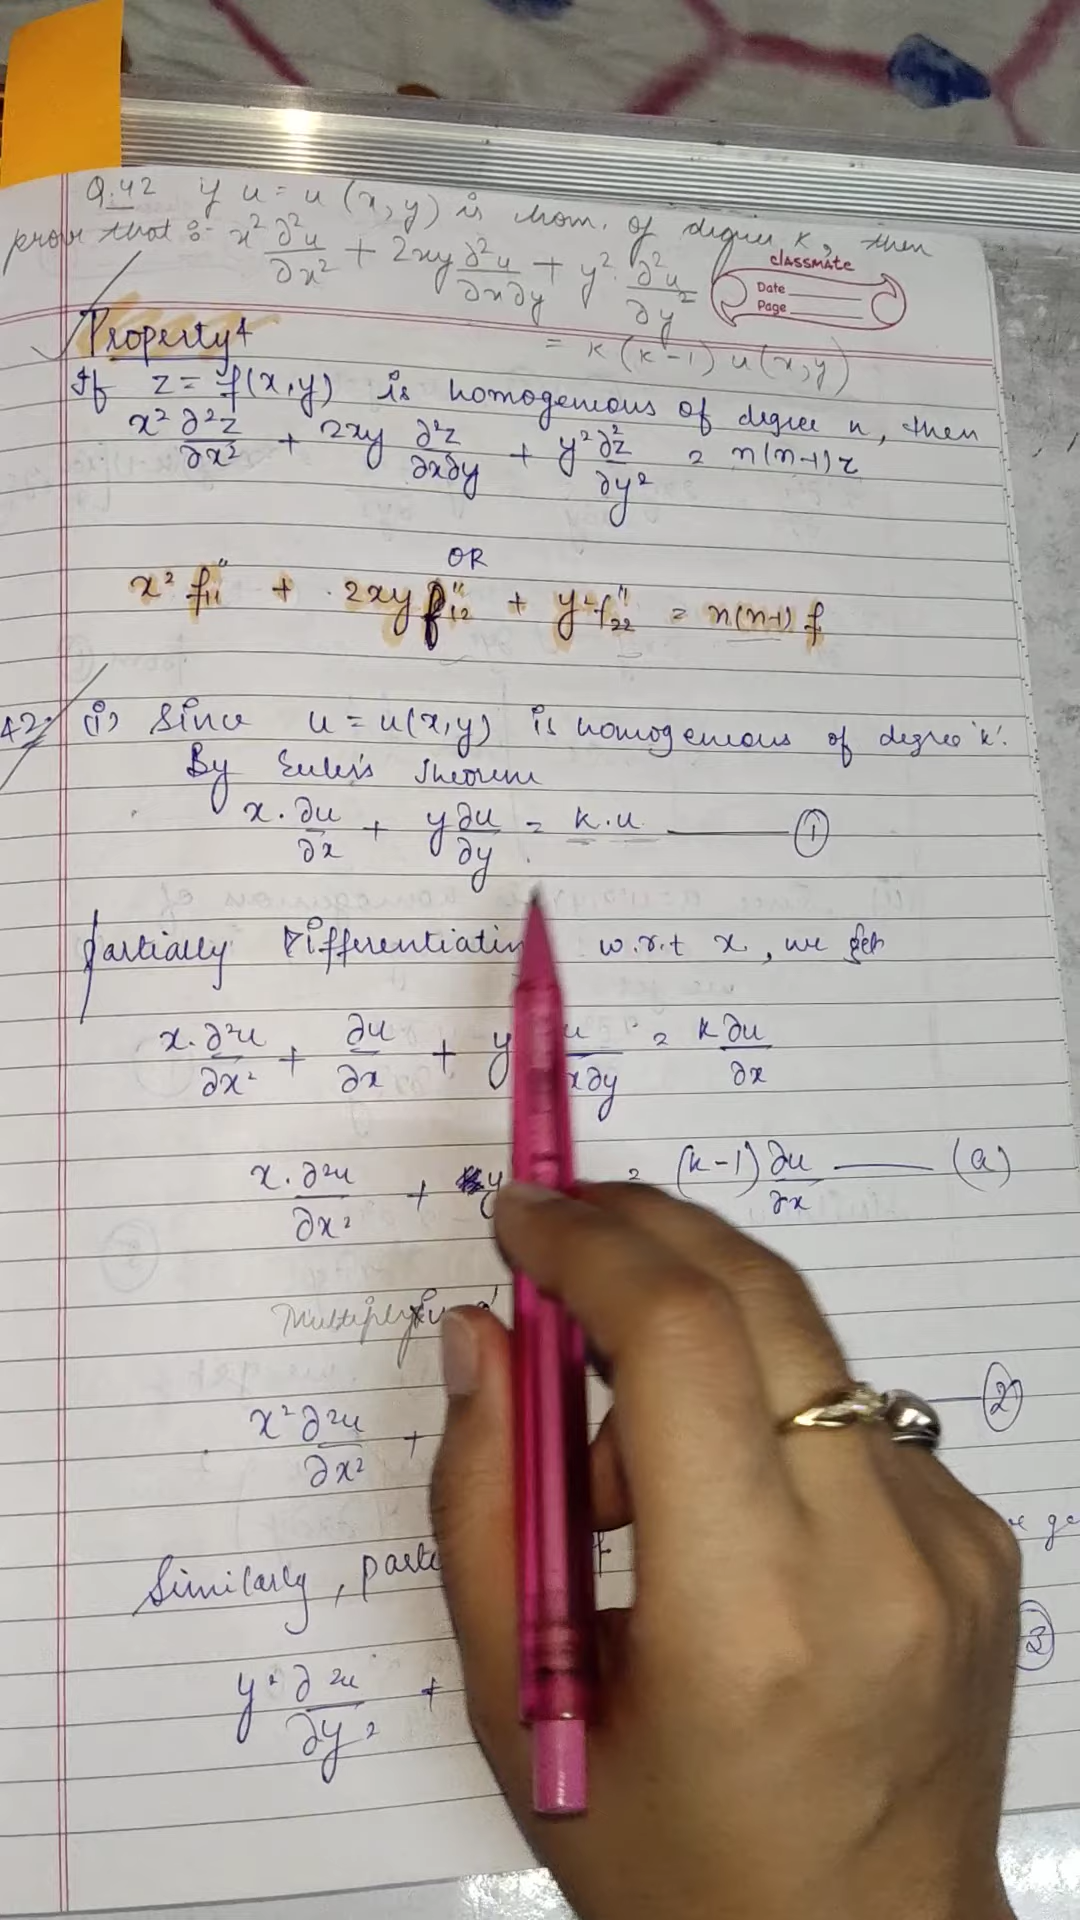 Q.42 if u = u (x, y) is hom. of degree k, then
prove that :- x² ∂²u/∂x² + 2xy ∂²u/∂x∂y + y² · ∂²u/∂y²
= k (k-1) u(x, y)
classmate
Date
Page
Property 4
If z = f(x, y) is homogeneous of degree n, then
x² ∂²z/∂x² + 2xy ∂²z/∂x∂y + y² ∂²z/∂y² = n(n-1) z
OR
x² f₁₁" + 2xy f₁₂" + y² f₂₂" = n(n-1) f
42. (i) Since u = u(x, y) is homogeneous of degree 'k'.
By Euler's Theorem
x · ∂u/∂x + y ∂u/∂y = k.u ——— ①
Partially Differentiating w.r.t x, we get
x · ∂²u/∂x² + ∂u/∂x + y u/x∂y = k ∂u/∂x
x · ∂²u/∂x² + y = (k-1) ∂u/∂x ——— (a)
Multiplying
x² ∂²u/∂x² + ——— ②
Similarly,
y² ∂²u/∂y² + ③